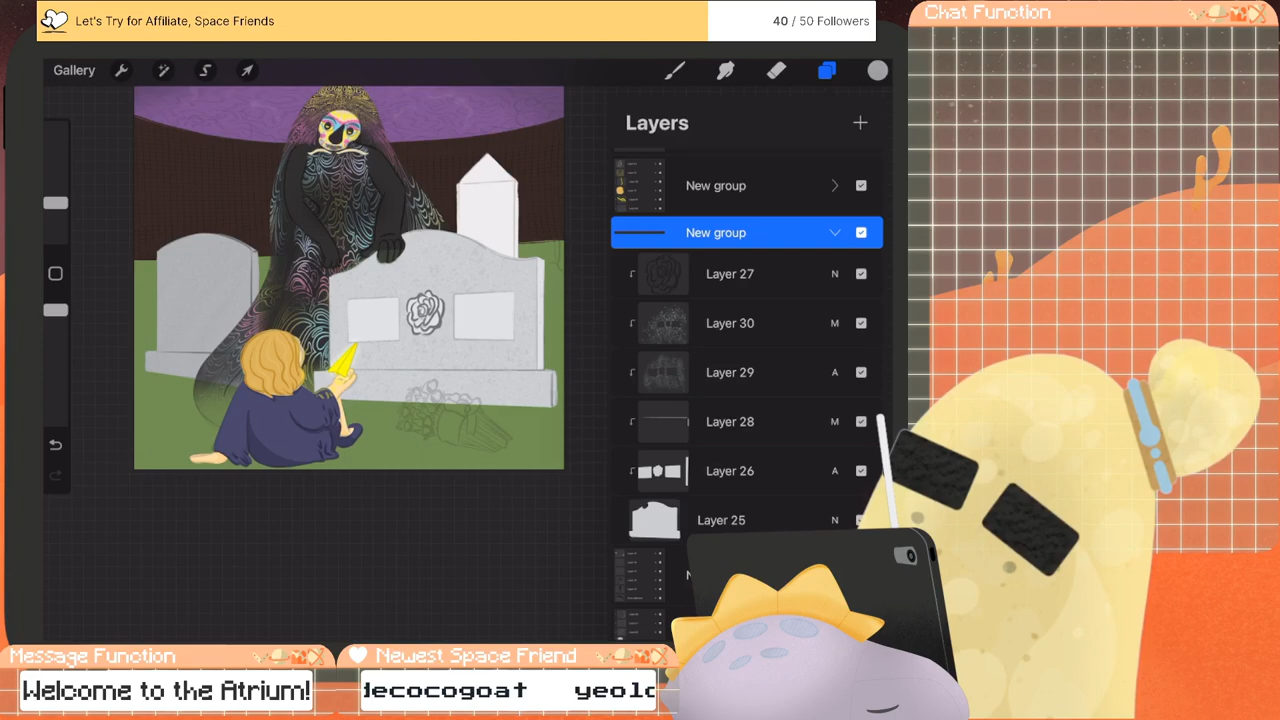 Let's Try for Affiliate, Space Friends
40 / 50 Followers
Chat Function
Gallery
Layers
New group
New group
Layer 27 N
Layer 30 M
Layer 29 A
Layer 28 M
Layer 26 A
Layer 25 N
Message Function
Newest Space Friend
Welcome to the Atrium!
decocogoat yeolc